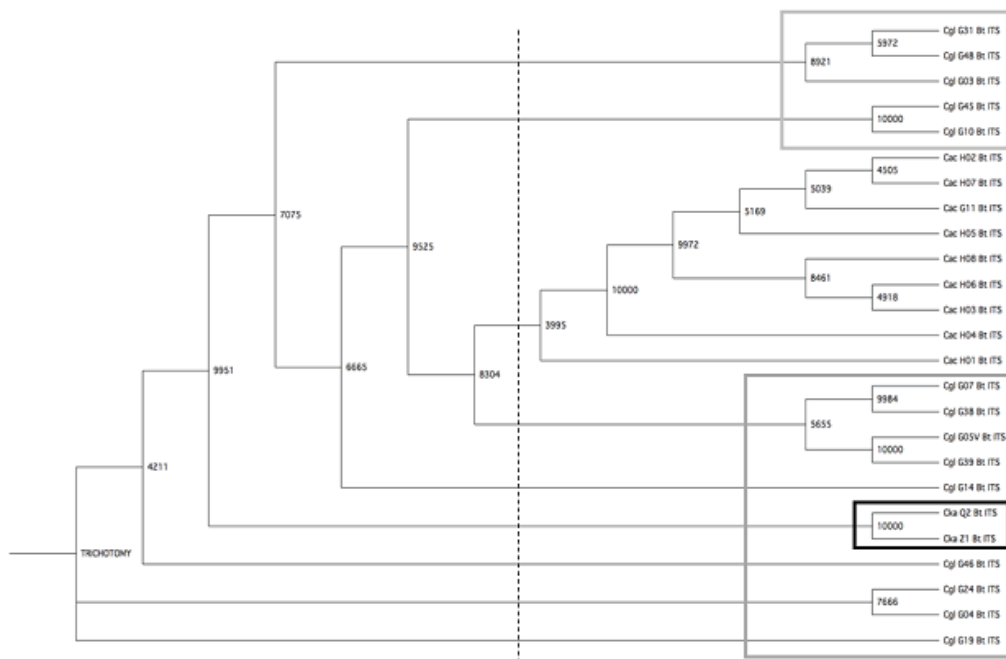 Cgl G31 Bt ITS
5972
Cgl G48 Bt ITS
8921
Cgl G03 Bt ITS
Cgl G45 Bt ITS
10000
Cgl G10 Bt ITS
Cac H02 Bt ITS
4505
Cac H07 Bt ITS
5039
Cac G11 Bt ITS
5169
7075
Cac H05 Bt ITS
9972
9525
Cac H08 Bt ITS
8461
Cac H06 Bt ITS
10000
4918
Cac H03 Bt ITS
3995
Cac H04 Bt ITS
Cac H01 Bt ITS
6665
9951
8304
Cgl G07 Bt ITS
9984
Cgl G38 Bt ITS
5655
Cgl G05V Bt ITS
10000
Cgl G39 Bt ITS
4211
Cgl G14 Bt ITS
Cka Q2 Bt ITS
10000
Cka Z1 Bt ITS
TRICHOTOMY
Cgl G46 Bt ITS
Cgl G24 Bt ITS
7666
Cgl G04 Bt ITS
Cgl G19 Bt ITS